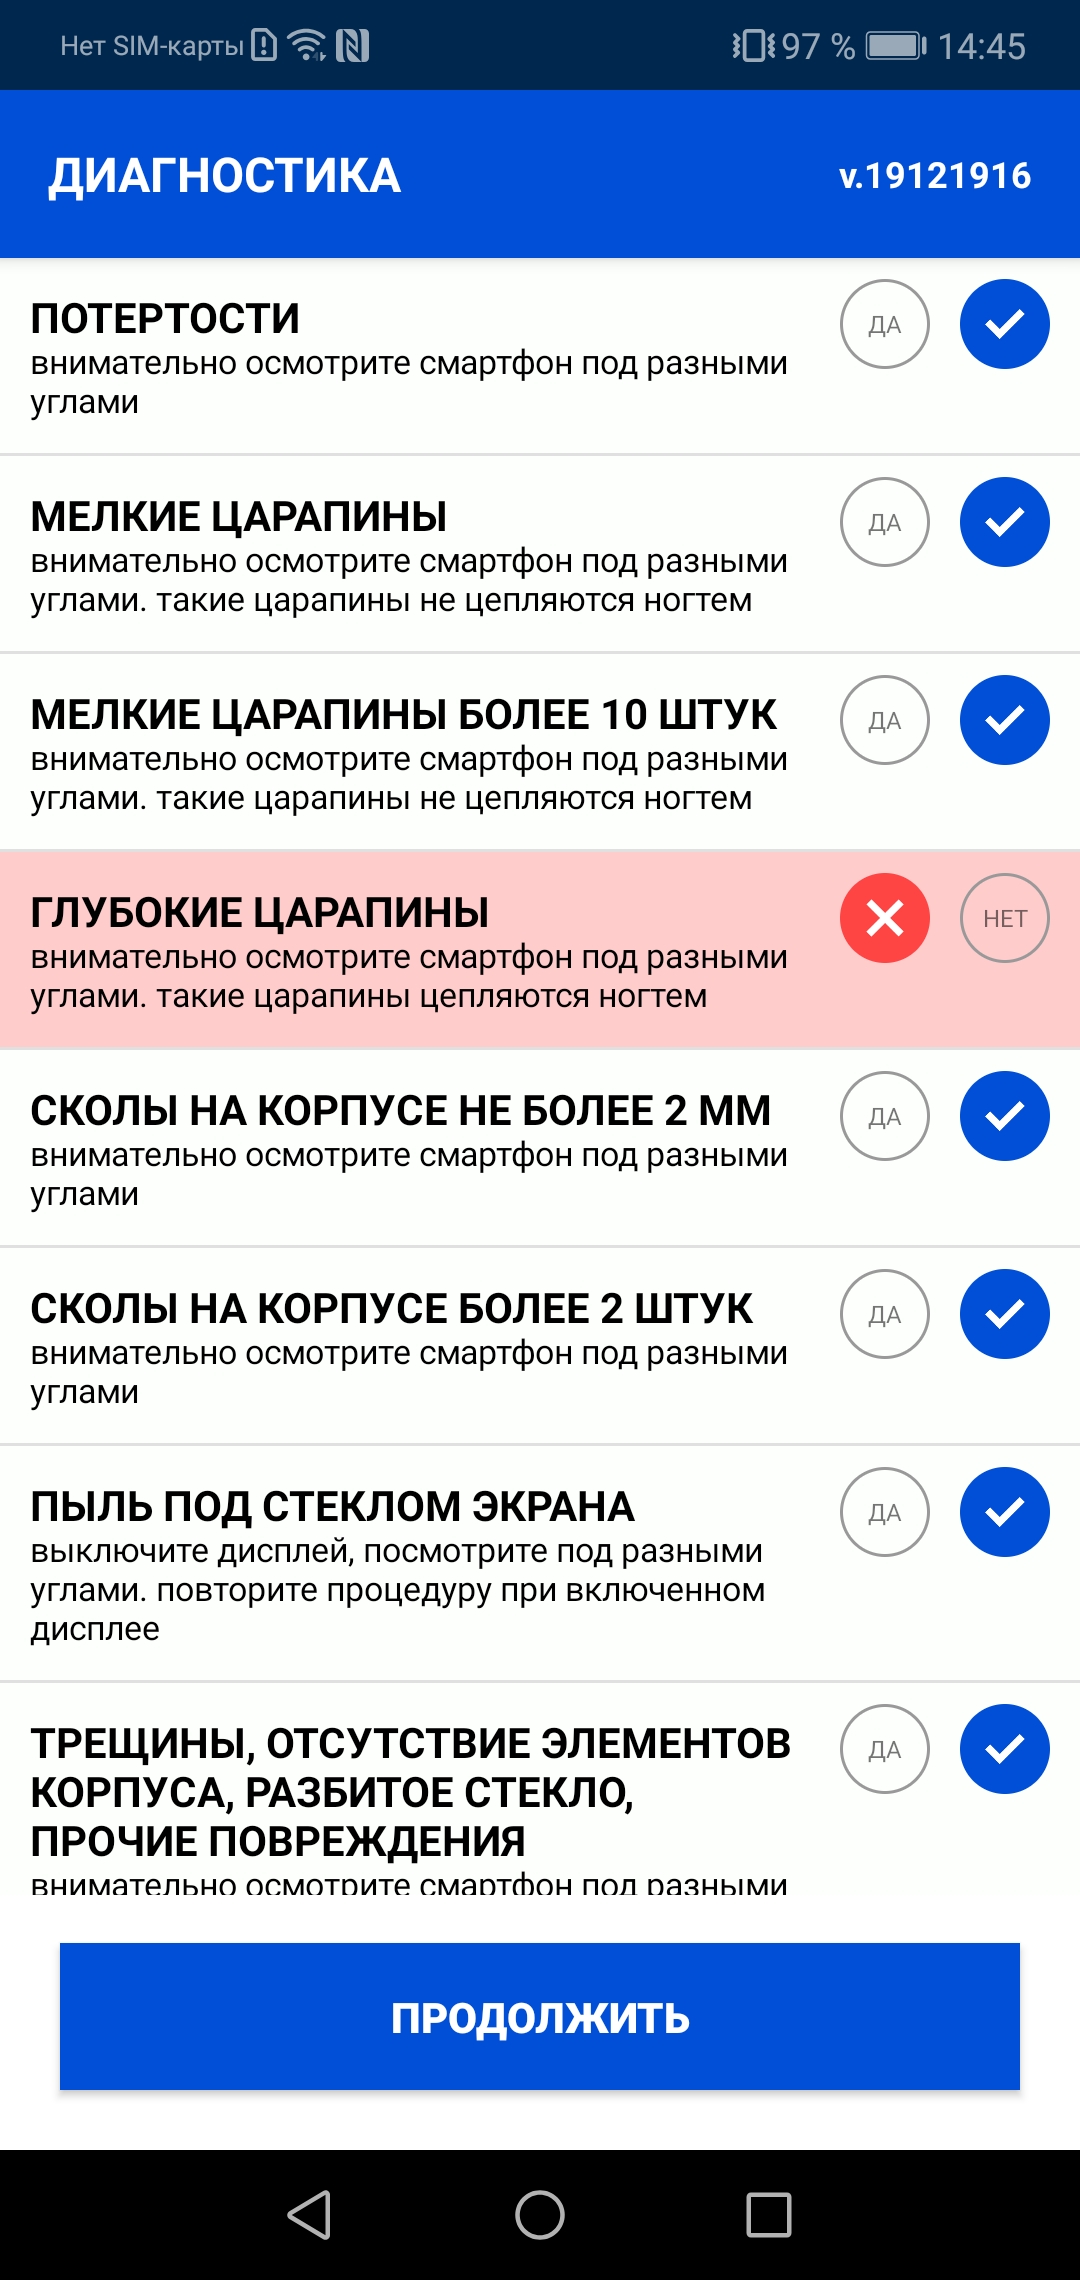 Нет SIM-карты 97 % 14:45
ДИАГНОСТИКА v.19121916
ПОТЕРТОСТИ ДА
внимательно осмотрите смартфон под разными
углами
МЕЛКИЕ ЦАРАПИНЫ ДА
внимательно осмотрите смартфон под разными
углами. такие царапины не цепляются ногтем
МЕЛКИЕ ЦАРАПИНЫ БОЛЕЕ 10 ШТУК ДА
внимательно осмотрите смартфон под разными
углами. такие царапины не цепляются ногтем
ГЛУБОКИЕ ЦАРАПИНЫ НЕТ
внимательно осмотрите смартфон под разными
углами. такие царапины цепляются ногтем
СКОЛЫ НА КОРПУСЕ НЕ БОЛЕЕ 2 ММ ДА
внимательно осмотрите смартфон под разными
углами
СКОЛЫ НА КОРПУСЕ БОЛЕЕ 2 ШТУК ДА
внимательно осмотрите смартфон под разными
углами
ПЫЛЬ ПОД СТЕКЛОМ ЭКРАНА ДА
выключите дисплей, посмотрите под разными
углами. повторите процедуру при включенном
дисплее
ТРЕЩИНЫ, ОТСУТСТВИЕ ЭЛЕМЕНТОВ ДА
КОРПУСА, РАЗБИТОЕ СТЕКЛО,
ПРОЧИЕ ПОВРЕЖДЕНИЯ
внимательно осмотрите смартфон под разными
ПРОДОЛЖИТЬ